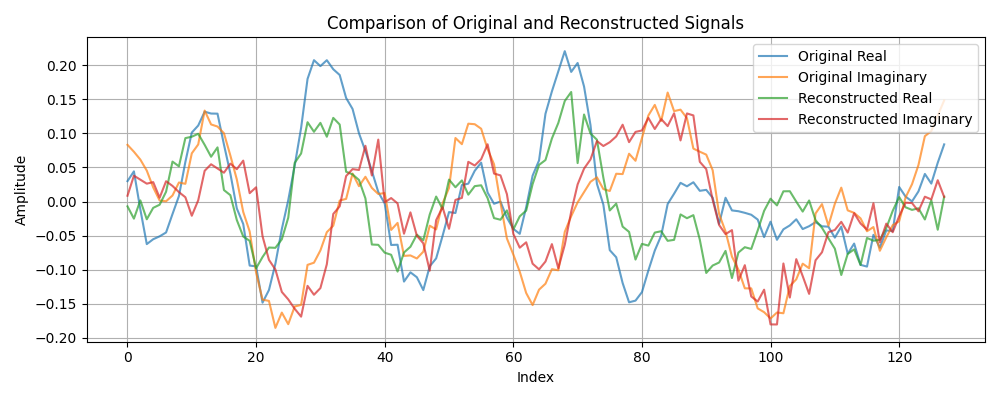 Comparison of Original and Reconstructed Signals
Original Real
Original Imaginary
Reconstructed Real
Reconstructed Imaginary
Amplitude
0.20
0.15
0.10
0.05
0.00
−0.05
−0.10
−0.15
−0.20
0 20 40 60 80 100 120
Index